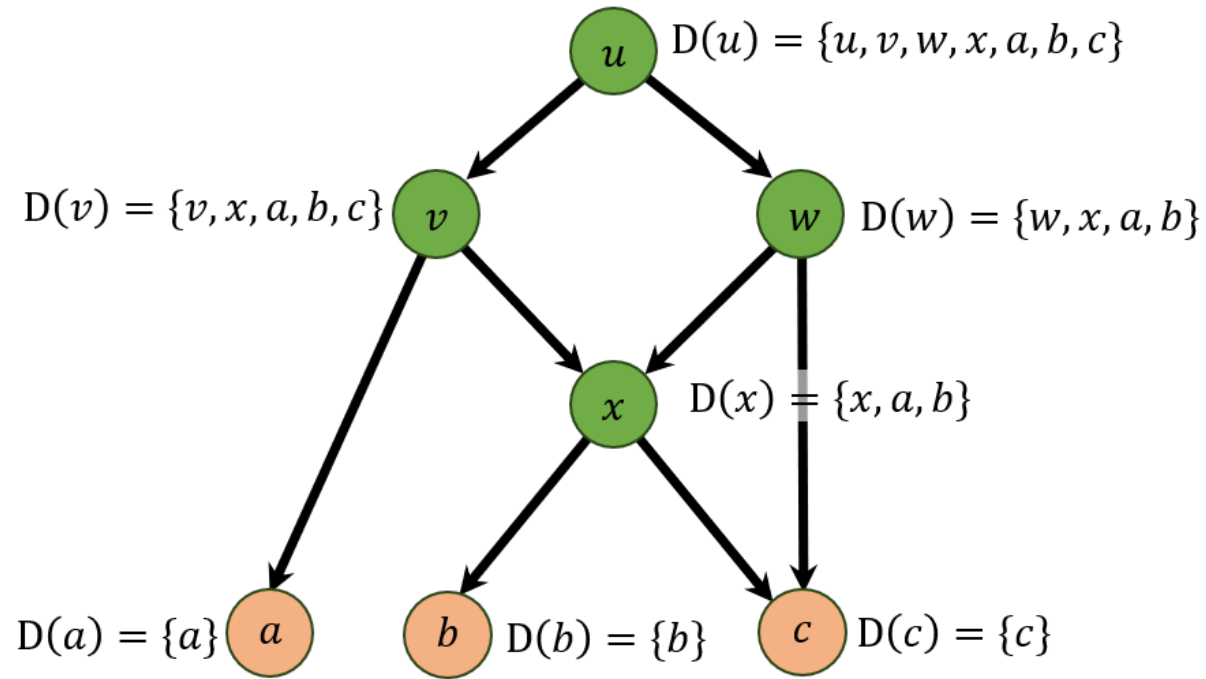 u D(u) = {u, v, w, x, a, b, c}
D(v) = {v, x, a, b, c} v w D(w) = {w, x, a, b}
x D(x) = {x, a, b}
D(a) = {a} a b D(b) = {b} c D(c) = {c}